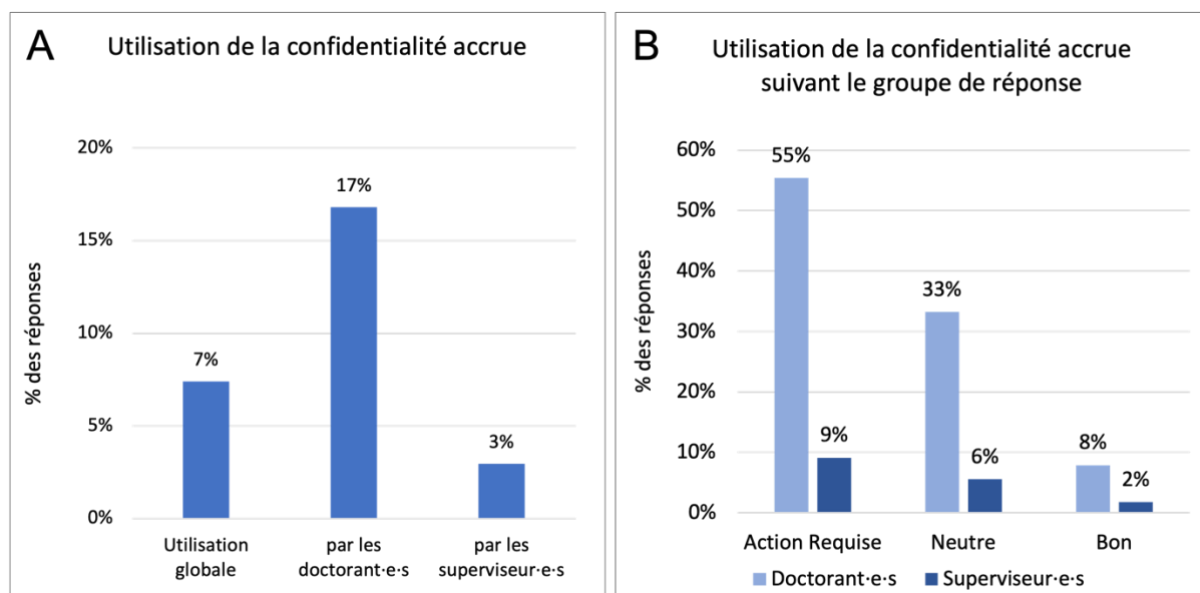 A
Utilisation de la confidentialité accrue
% des réponses
20%
15%
10%
5%
0%
7%
17%
3%
Utilisation
globale
par les
doctorant·e·s
par les
superviseur·e·s
B
Utilisation de la confidentialité accrue
suivant le groupe de réponse
% des réponses
60%
50%
40%
30%
20%
10%
0%
55%
9%
33%
6%
8%
2%
Action Requise
Neutre
Bon
Doctorant·e·s
Superviseur·e·s